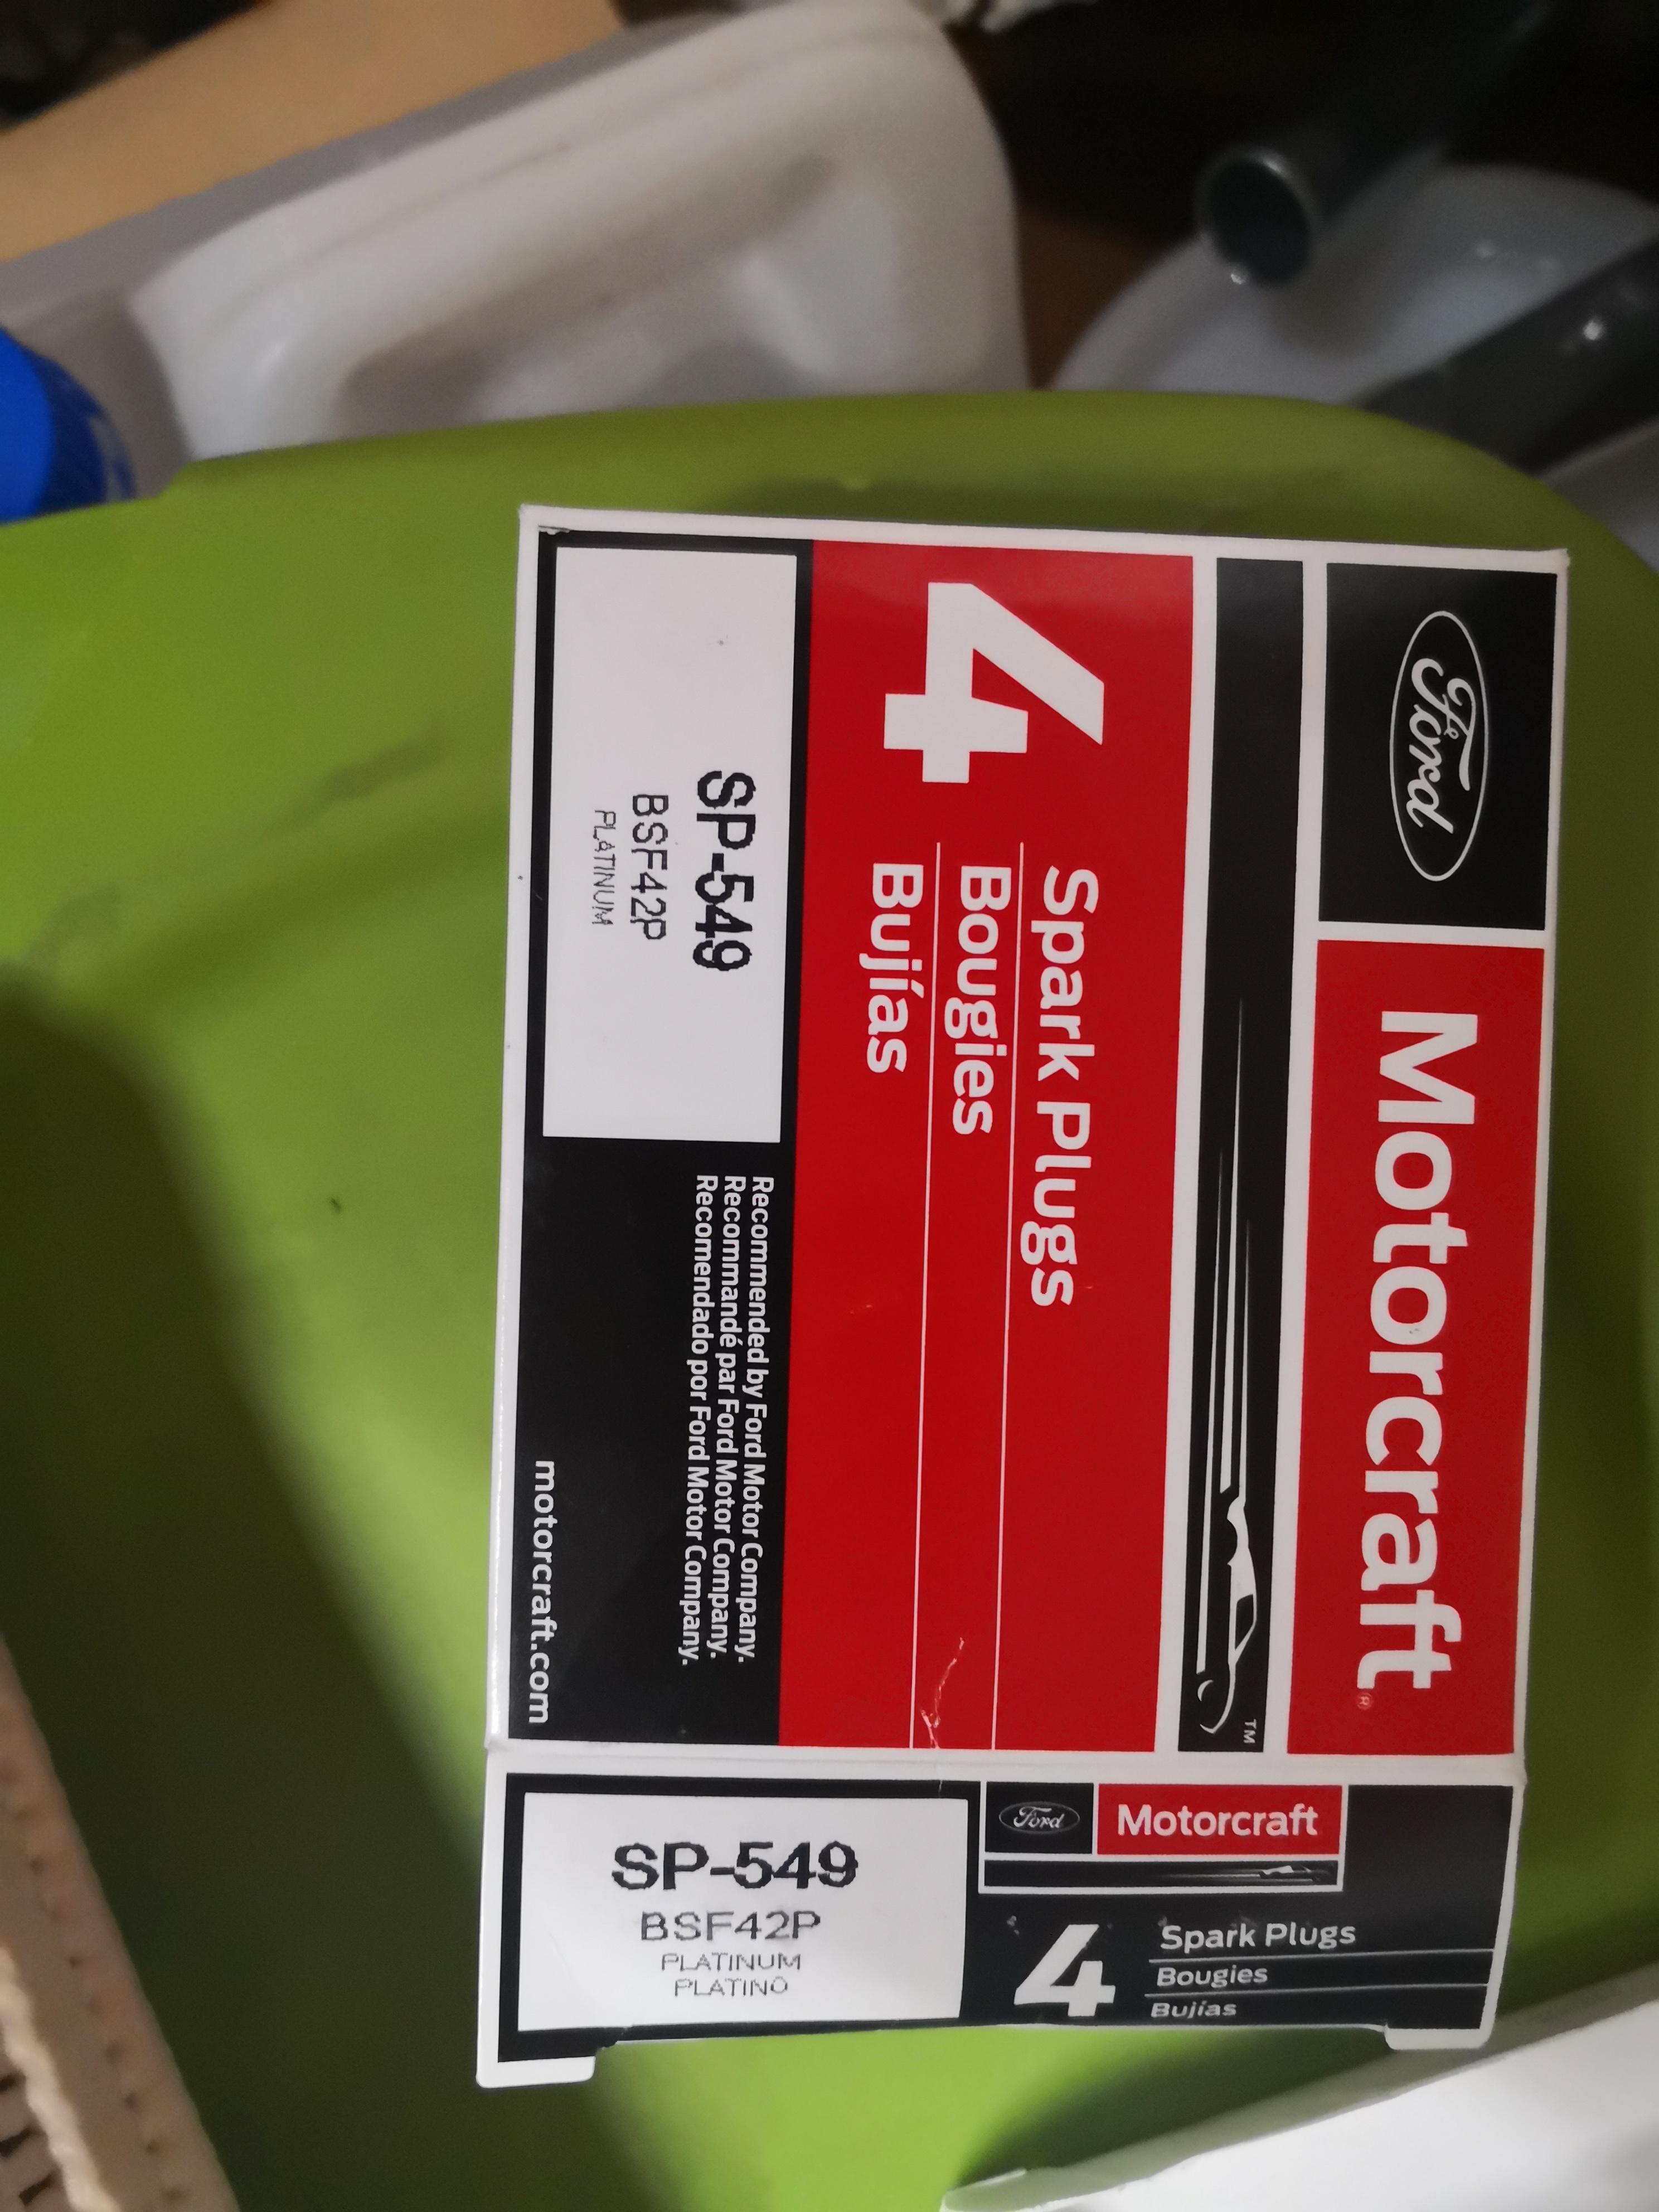 Ford
Motorcraft®
TM
4
Spark Plugs
Bougies
Bujías
SP-549
BSF42P
PLATINUM
Recommended by Ford Motor Company.
Recommandé par Ford Motor Company.
Recomendado por Ford Motor Company.
motorcraft.com
Ford
Motorcraft
4
Spark Plugs
Bougies
Bujías
SP-549
BSF42P
PLATINUM
PLATINO